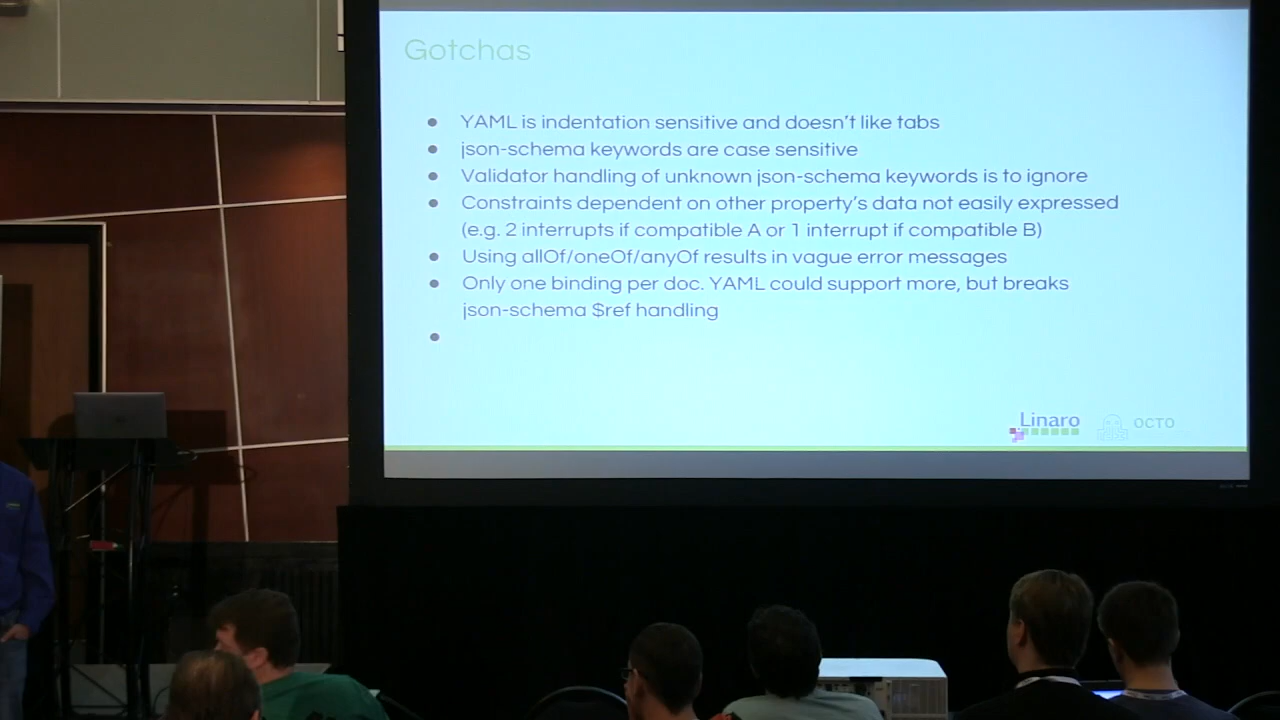 Gotchas
● YAML is indentation sensitive and doesn't like tabs
● json-schema keywords are case sensitive
● Validator handling of unknown json-schema keywords is to ignore
● Constraints dependent on other property's data not easily expressed
(e.g. 2 interrupts if compatible A or 1 interrupt if compatible B)
● Using allOf/oneOf/anyOf results in vague error messages
● Only one binding per doc. YAML could support more, but breaks
json-schema $ref handling
●
Linaro
OCTO